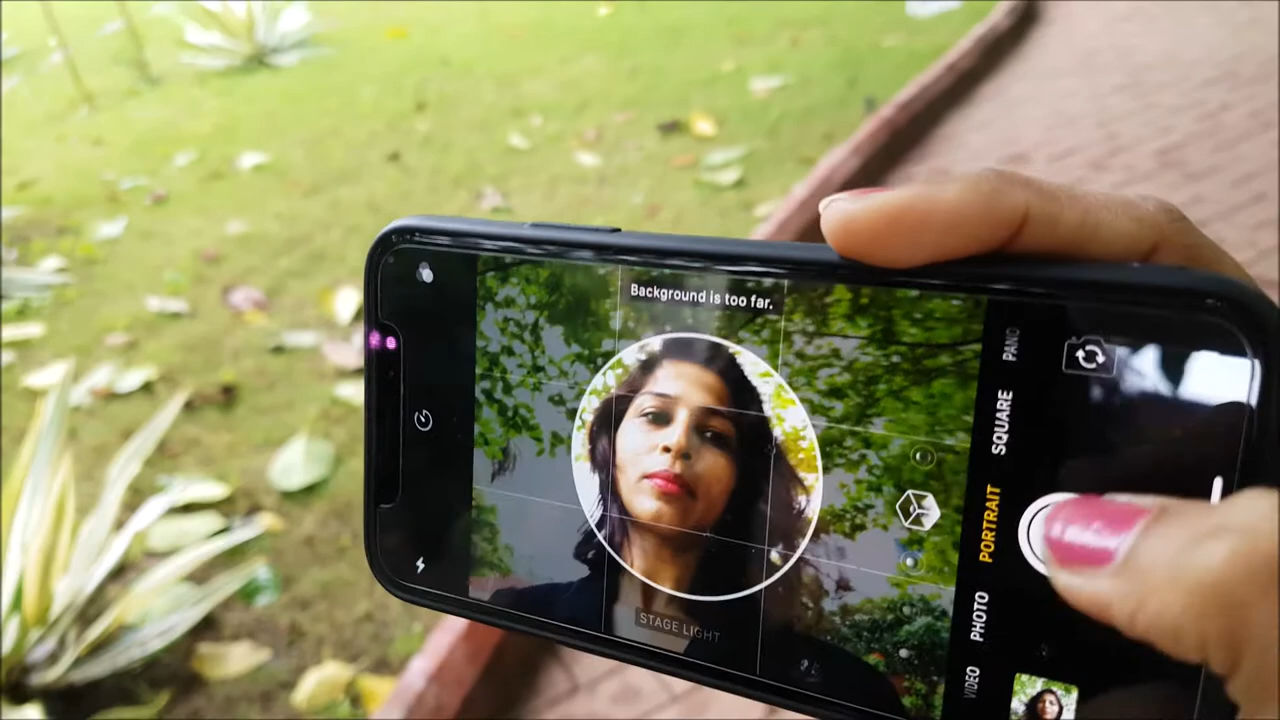 Background is too far.
STAGE LIGHT
PANO
SQUARE
PORTRAIT
PHOTO
VIDEO